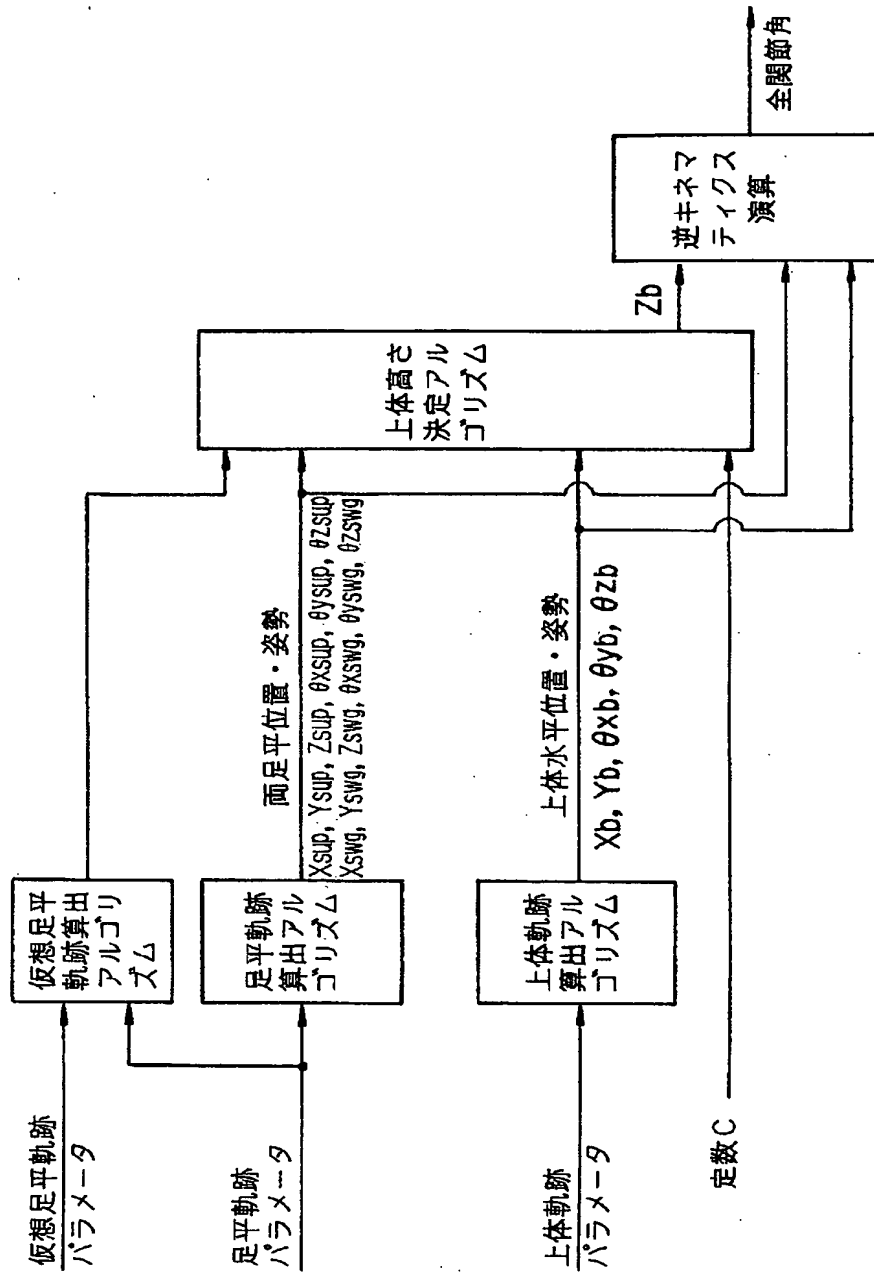 仮想足平軌跡
パラメータ
足平軌跡
パラメータ
上体軌跡
パラメータ
定数C
仮想足平
軌跡算出
アルゴリ
ズム
足平軌跡
算出アル
ゴリズム
上体軌跡
算出アル
ゴリズム
両足平位置・姿勢
Xsup, Ysup, Zsup, θxsup, θysup, θzsup
Xswg, Yswg, Zswg, θxswg, θyswg, θzswg
上体水平位置・姿勢
Xb, Yb, θxb, θyb, θzb
上体高さ
決定アル
ゴリズム
Zb
逆キネマ
ティクス
演算
全関節角